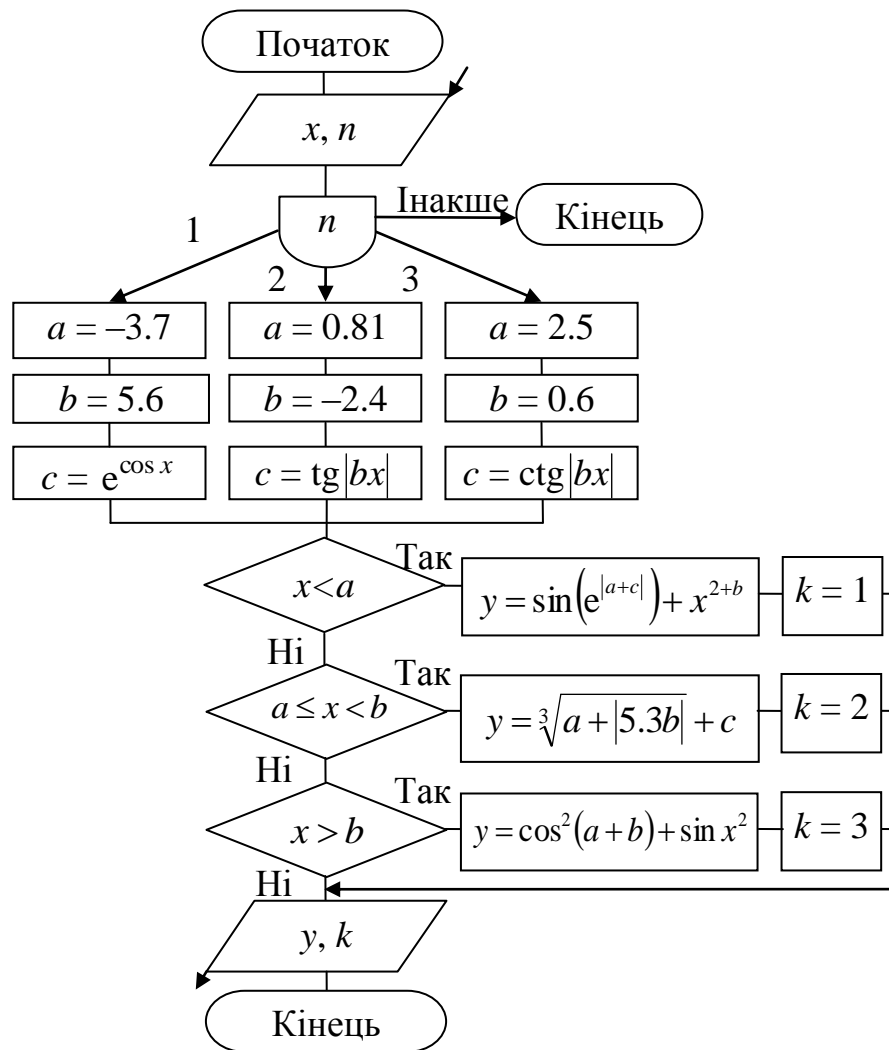 Початок
x, n
n
Інакше
Кінець
1
2
3
a = –3.7
a = 0.81
a = 2.5
b = 5.6
b = –2.4
b = 0.6
c = e^{cos x}
c = tg|bx|
c = ctg|bx|
x<a
Так
y = sin(e^{|a+c|}) + x^{2+b}
k = 1
Ні
a ≤ x < b
Так
y = ∛(a + |5.3b|) + c
k = 2
Ні
x > b
Так
y = cos²(a + b) + sin x²
k = 3
Ні
y, k
Кінець